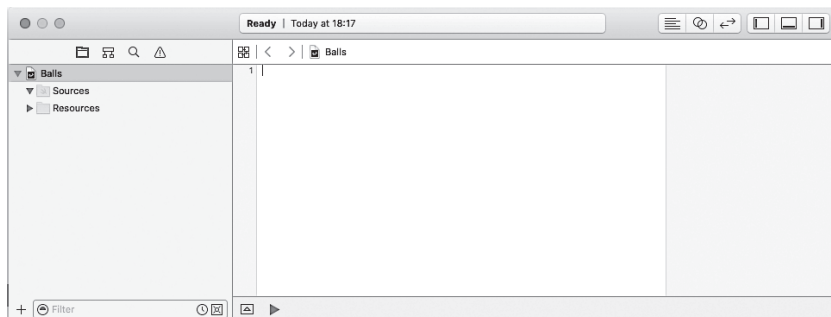 Ready | Today at 18:17
Balls
Balls
1
Sources
Resources
Filter